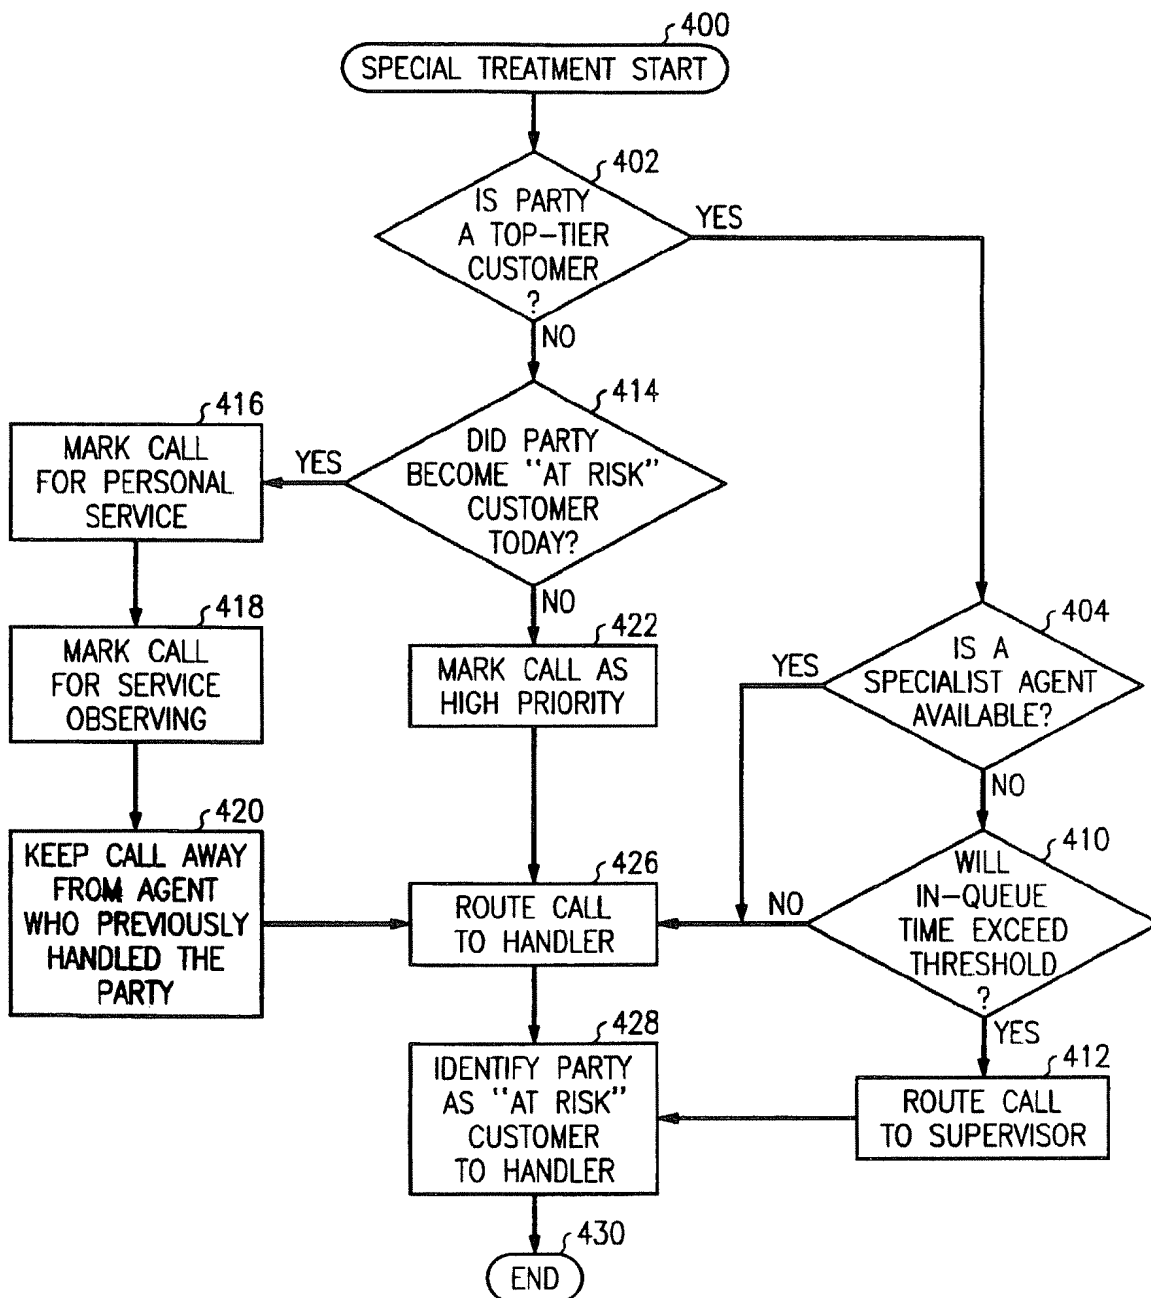 400
SPECIAL TREATMENT START
402
IS PARTY
A TOP-TIER
CUSTOMER
?
YES
NO
414
DID PARTY
BECOME "AT RISK"
CUSTOMER
TODAY?
YES
NO
416
MARK CALL
FOR PERSONAL
SERVICE
418
MARK CALL
FOR SERVICE
OBSERVING
420
KEEP CALL AWAY
FROM AGENT
WHO PREVIOUSLY
HANDLED THE
PARTY
422
MARK CALL AS
HIGH PRIORITY
404
IS A
SPECIALIST AGENT
AVAILABLE?
YES
NO
410
WILL
IN-QUEUE
TIME EXCEED
THRESHOLD
?
NO
YES
426
ROUTE CALL
TO HANDLER
412
ROUTE CALL
TO SUPERVISOR
428
IDENTIFY PARTY
AS "AT RISK"
CUSTOMER
TO HANDLER
430
END